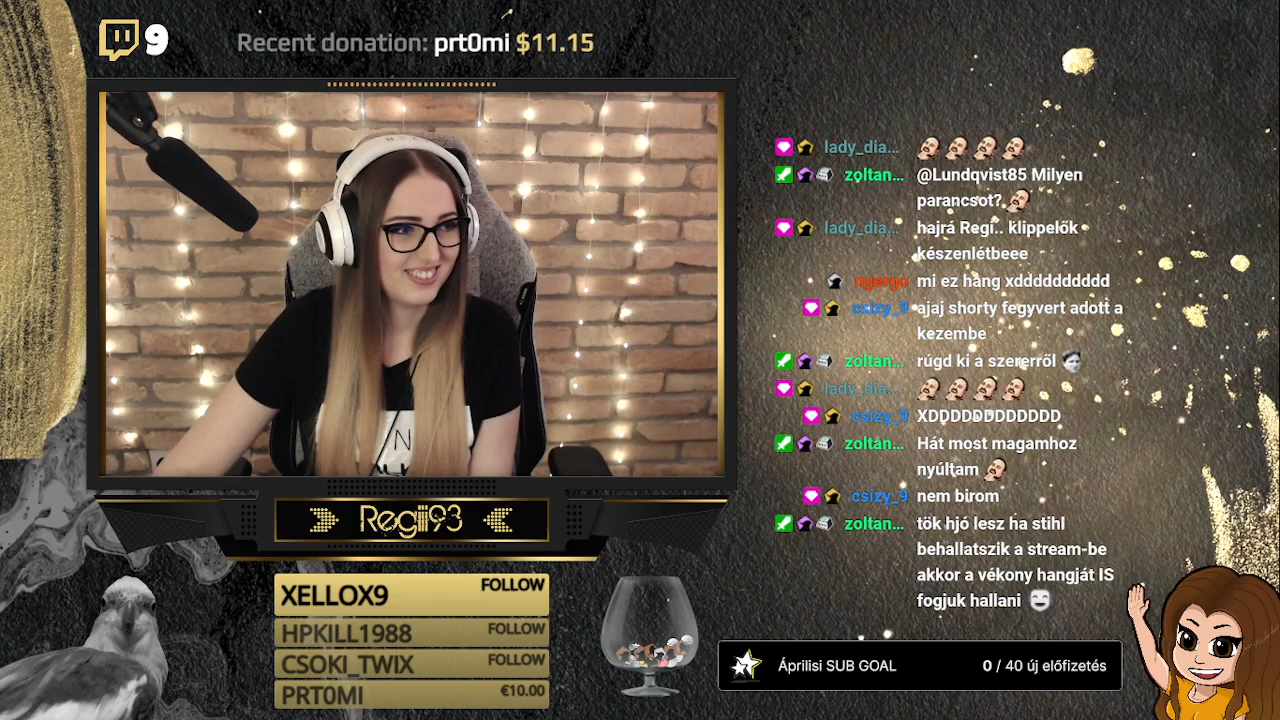 9
Recent donation: prt0mi $11.15
lady_dia...
zoltan... @Lundqvist85 Milyen
parancsot?
lady_dia... hajrá Regi.. klippelők
készenlétbeee
ngergo mi ez hang xdddddddddd
csizy_9 ajaj shorty fegyvert adott a
kezembe
zoltan... rúgd ki a szererről
lady_dia...
csizy_9 XDDDDDDDDDDDD
zoltan... Hát most magamhoz
nyúltam
csizy_9 nem birom
zoltan... tök hjó lesz ha stihl
behallatszik a stream-be
akkor a vékony hangját IS
fogjuk hallani
N
Regiii93
XELLOX9 FOLLOW
HPKILL1988 FOLLOW
CSOKI_TWIX FOLLOW
PRT0MI €10.00
Áprilisi SUB GOAL 0 / 40 új előfizetés